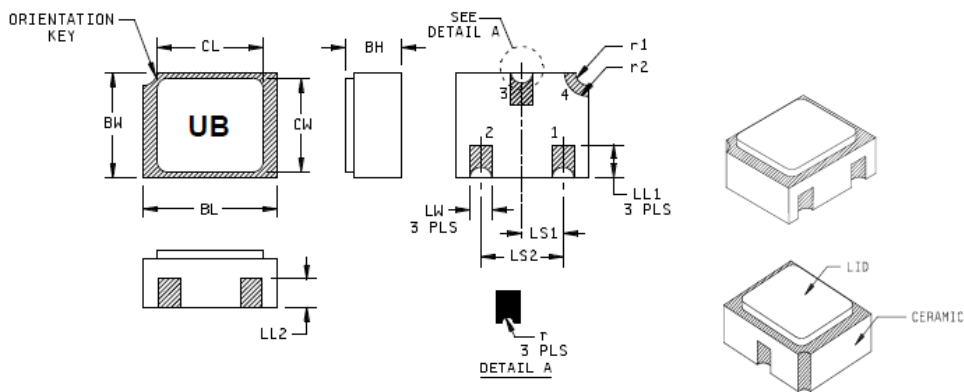 ORIENTATION
KEY
CL
BH
SEE
DETAIL A
r1
r2
3
4
BW
UB
CW
2
1
LL1
3 PLS
BL
LW
3 PLS
LS1
LS2
LL2
r
3 PLS
DETAIL A
LID
CERAMIC